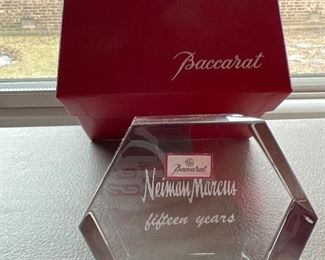 Baccarat
Baccarat
Neiman Marcus
fifteen years